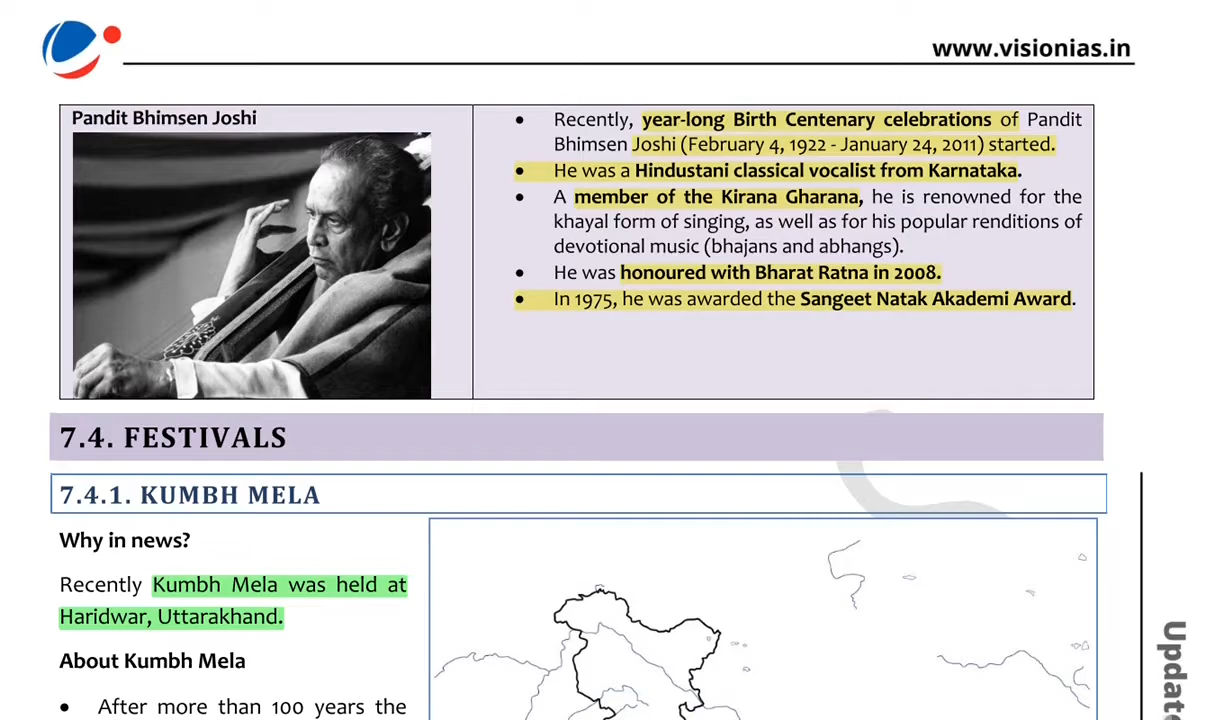 www.visionias.in
Pandit Bhimsen Joshi
• Recently, year-long Birth Centenary celebrations of Pandit
Bhimsen Joshi (February 4, 1922 - January 24, 2011) started.
• He was a Hindustani classical vocalist from Karnataka.
• A member of the Kirana Gharana, he is renowned for the
khayal form of singing, as well as for his popular renditions of
devotional music (bhajans and abhangs).
• He was honoured with Bharat Ratna in 2008.
• In 1975, he was awarded the Sangeet Natak Akademi Award.
7.4. FESTIVALS
7.4.1. KUMBH MELA
Why in news?
Recently Kumbh Mela was held at
Haridwar, Uttarakhand.
About Kumbh Mela
• After more than 100 years the